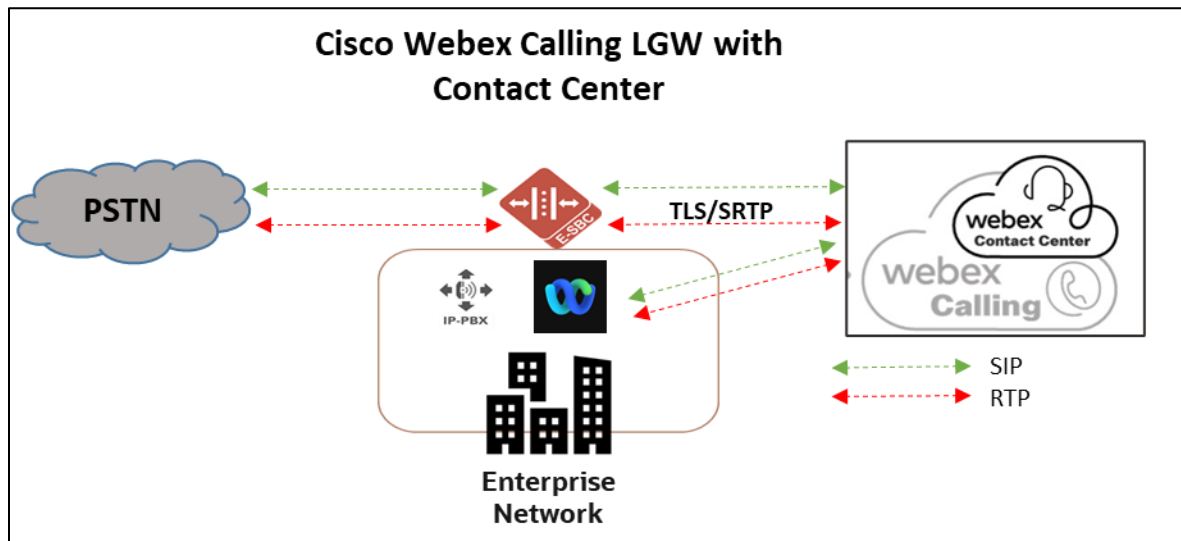 Cisco Webex Calling LGW with
Contact Center
PSTN
E-SBC
TLS/SRTP
webex
Contact Center
webex
Calling
IP-PBX
SIP
RTP
Enterprise
Network